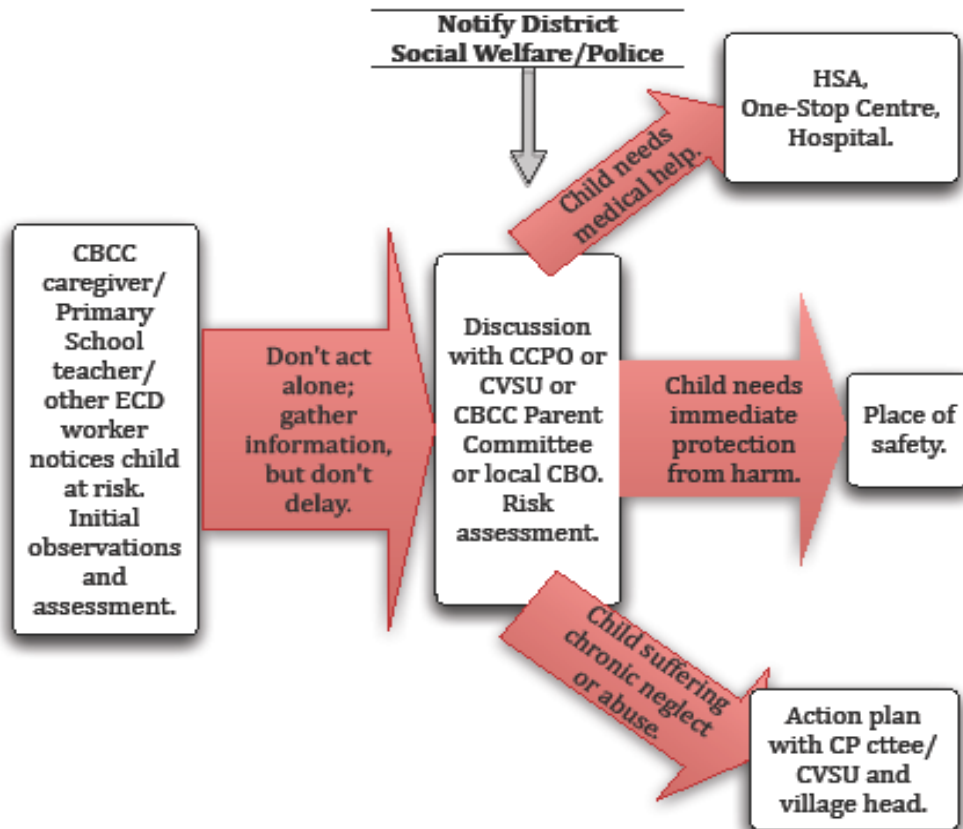 Notify District
Social Welfare/Police
HSA,
One-Stop Centre,
Hospital.
Child needs
medical help.
CBCC
caregiver/
Primary
School
teacher/
other ECD
worker
notices child
at risk.
Initial
observations
and
assessment.
Don't act
alone;
gather
information,
but don't
delay.
Discussion
with CCPO or
CVSU or
CBCC Parent
Committee
or local CBO.
Risk
assessment.
Child needs
immediate
protection
from harm.
Place of
safety.
Child suffering
chronic neglect
or abuse.
Action plan
with CP cttee/
CVSU and
village head.